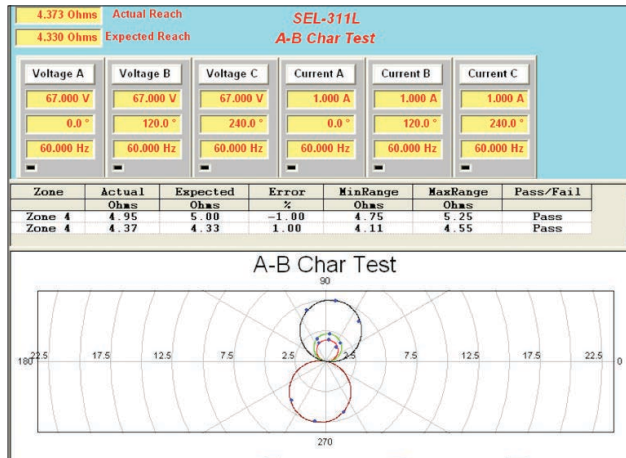 4.373 Ohms Actual Reach
SEL-311L
4.330 Ohms Expected Reach
A-B Char Test
Voltage A Voltage B Voltage C Current A Current B Current C
67.000 V 67.000 V 67.000 V 1.000 A 1.000 A 1.000 A
0.0 ° 120.0 ° 240.0 ° 0.0 ° 120.0 ° 240.0 °
60.000 Hz 60.000 Hz 60.000 Hz 60.000 Hz 60.000 Hz 60.000 Hz
Zone Actual Expected Error MinRange MaxRange Pass/Fail
Ohms Ohms % Ohms Ohms
Zone 4 4.95 5.00 -1.00 4.75 5.25 Pass
Zone 4 4.37 4.33 1.00 4.11 4.55 Pass
A-B Char Test
90
180 22.5 17.5 12.5 7.5 2.5 2.5 7.5 12.5 17.5 22.5 0
270